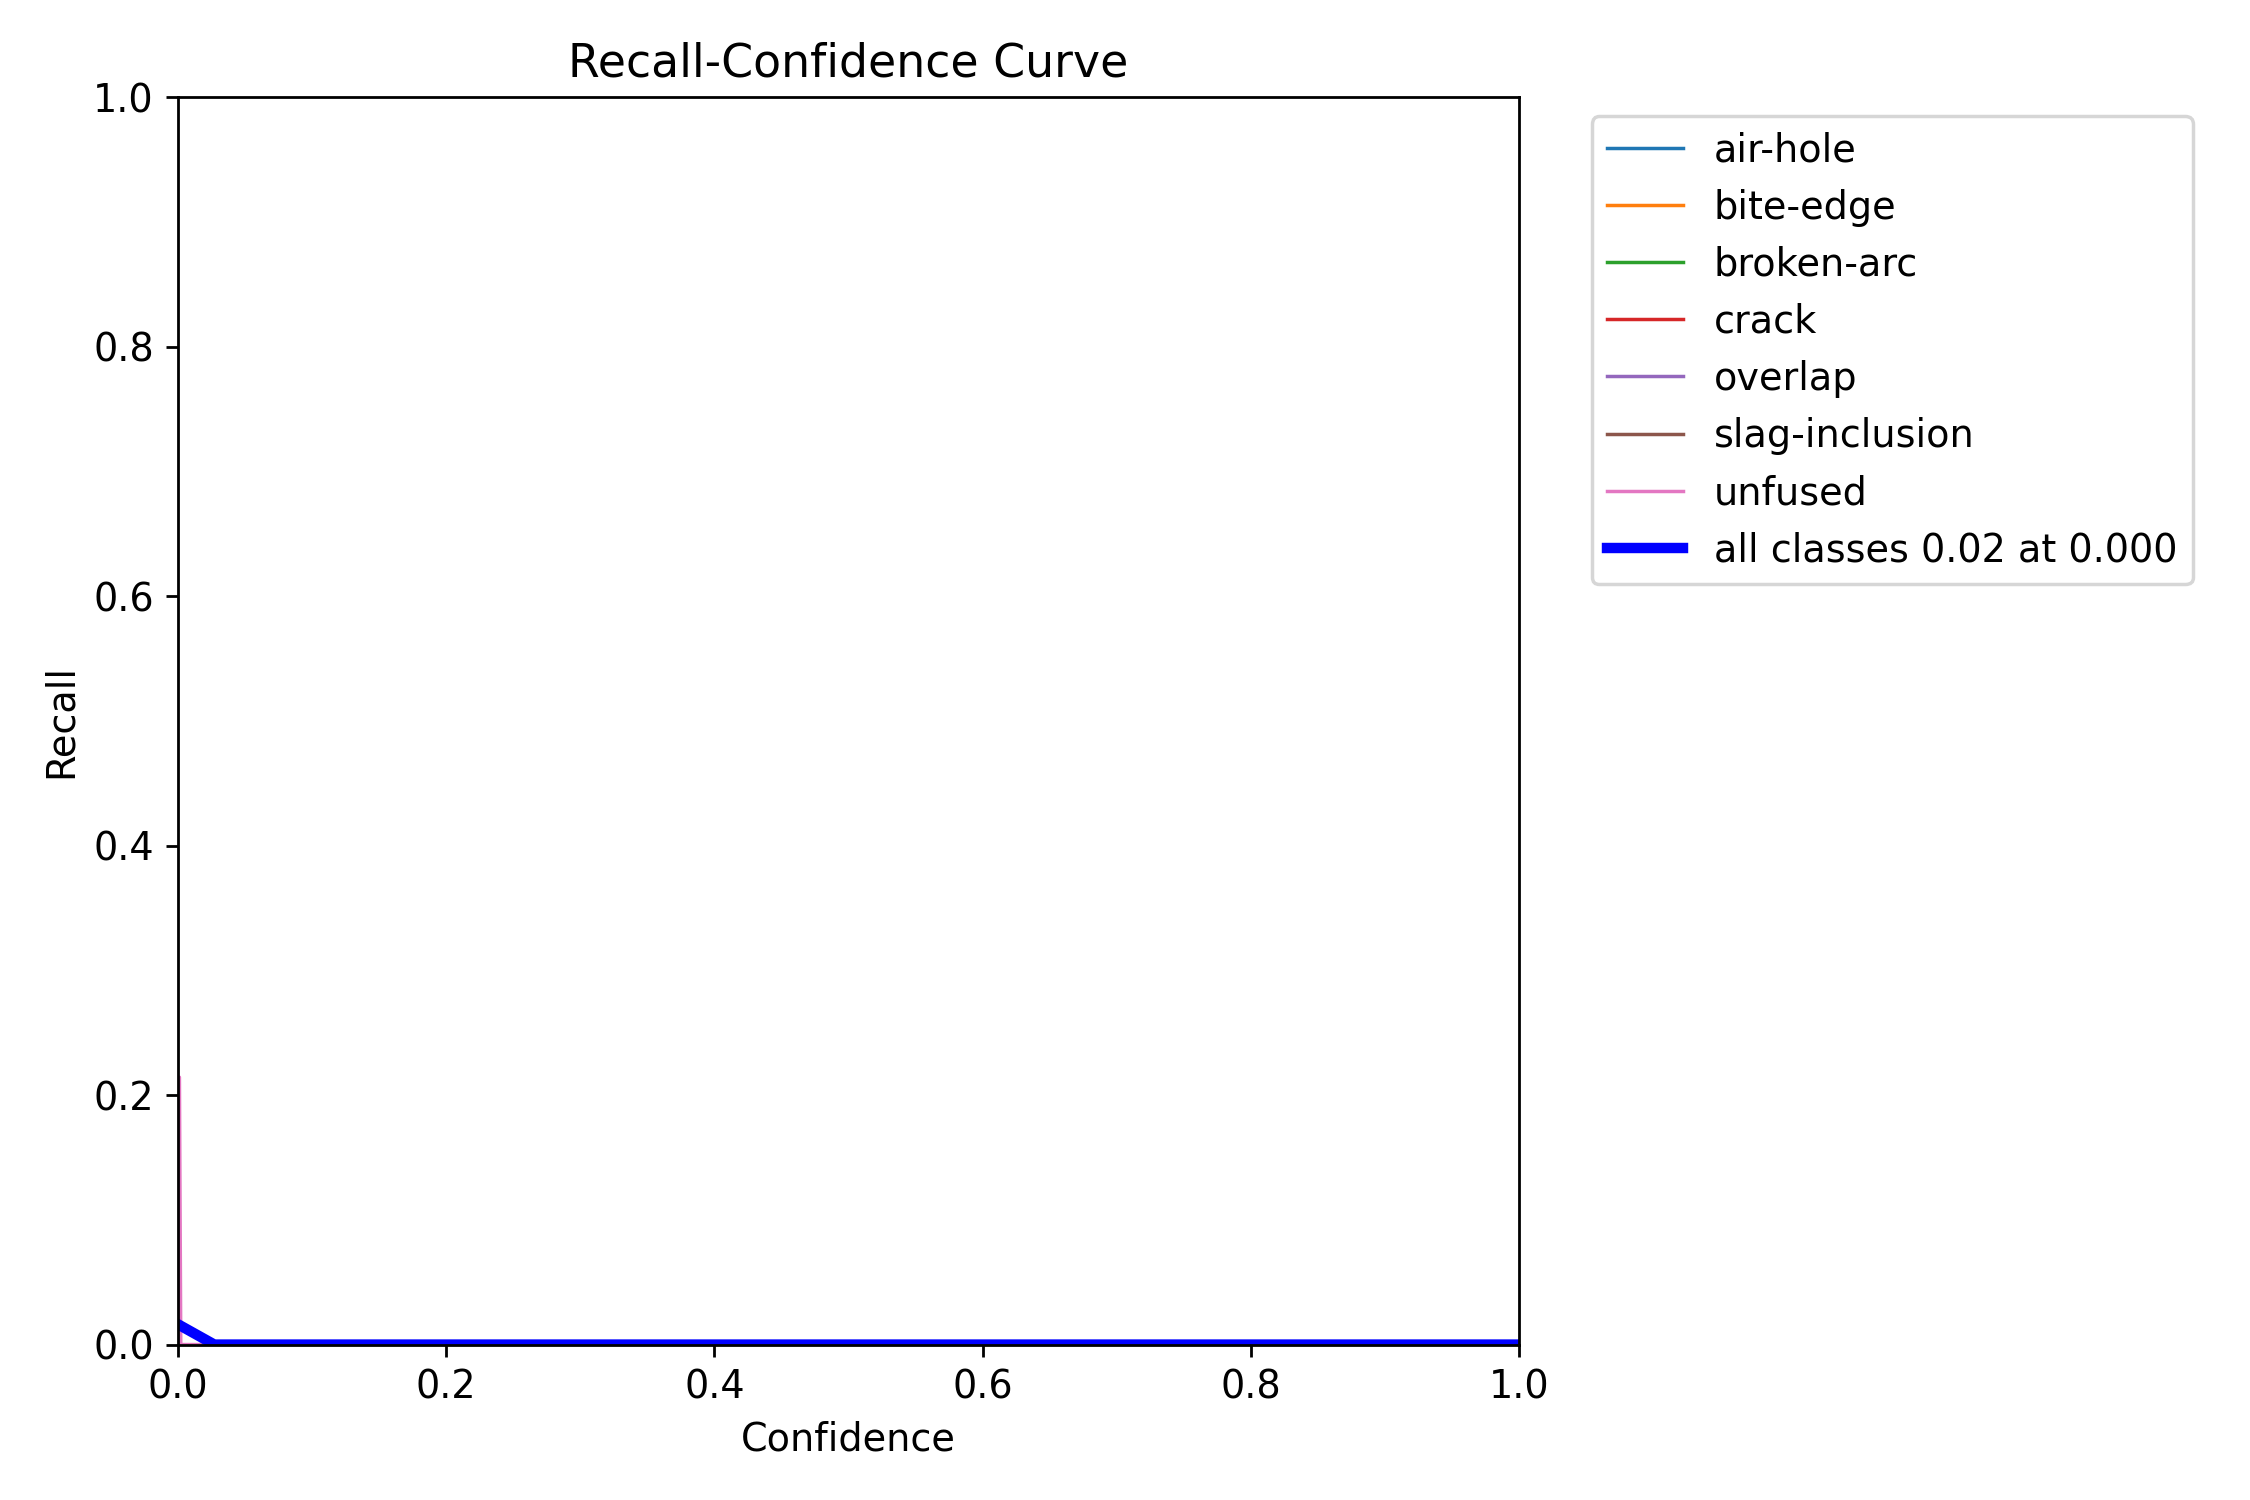 Recall-Confidence Curve
1.0
0.8
0.6
0.4
0.2
0.0
Recall
0.0 0.2 0.4 0.6 0.8 1.0
Confidence
air-hole
bite-edge
broken-arc
crack
overlap
slag-inclusion
unfused
all classes 0.02 at 0.000